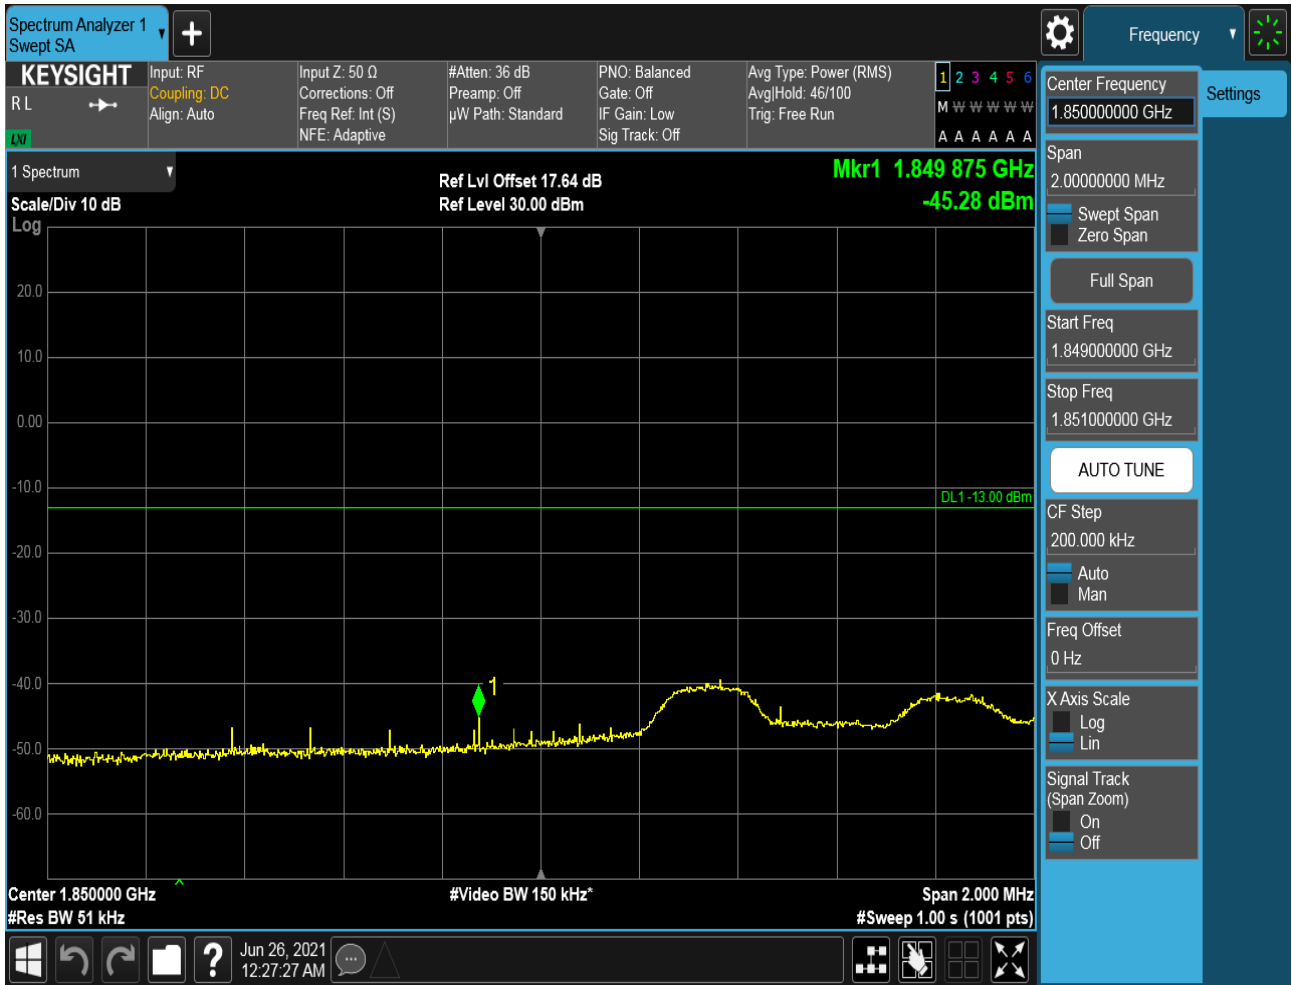 Spectrum Analyzer 1
Swept SA
Frequency
KEYSIGHT
R L
LXI
Input: RF
Coupling: DC
Align: Auto
Input Z: 50 Ω
Corrections: Off
Freq Ref: Int (S)
NFE: Adaptive
#Atten: 36 dB
Preamp: Off
µW Path: Standard
PNO: Balanced
Gate: Off
IF Gain: Low
Sig Track: Off
Avg Type: Power (RMS)
Avg|Hold: 46/100
Trig: Free Run
1 2 3 4 5 6
M W W W W W
A A A A A A
1 Spectrum
Scale/Div 10 dB
Log
Ref Lvl Offset 17.64 dB
Ref Level 30.00 dBm
Mkr1 1.849 875 GHz
-45.28 dBm
20.0
10.0
0.00
-10.0
DL1 -13.00 dBm
-20.0
-30.0
-40.0
1
-50.0
-60.0
Center 1.850000 GHz
#Res BW 51 kHz
#Video BW 150 kHz*
Span 2.000 MHz
#Sweep 1.00 s (1001 pts)
Center Frequency
1.850000000 GHz
Settings
Span
2.00000000 MHz
Swept Span
Zero Span
Full Span
Start Freq
1.849000000 GHz
Stop Freq
1.851000000 GHz
AUTO TUNE
CF Step
200.000 kHz
Auto
Man
Freq Offset
0 Hz
X Axis Scale
Log
Lin
Signal Track
(Span Zoom)
On
Off
?
Jun 26, 2021
12:27:27 AM